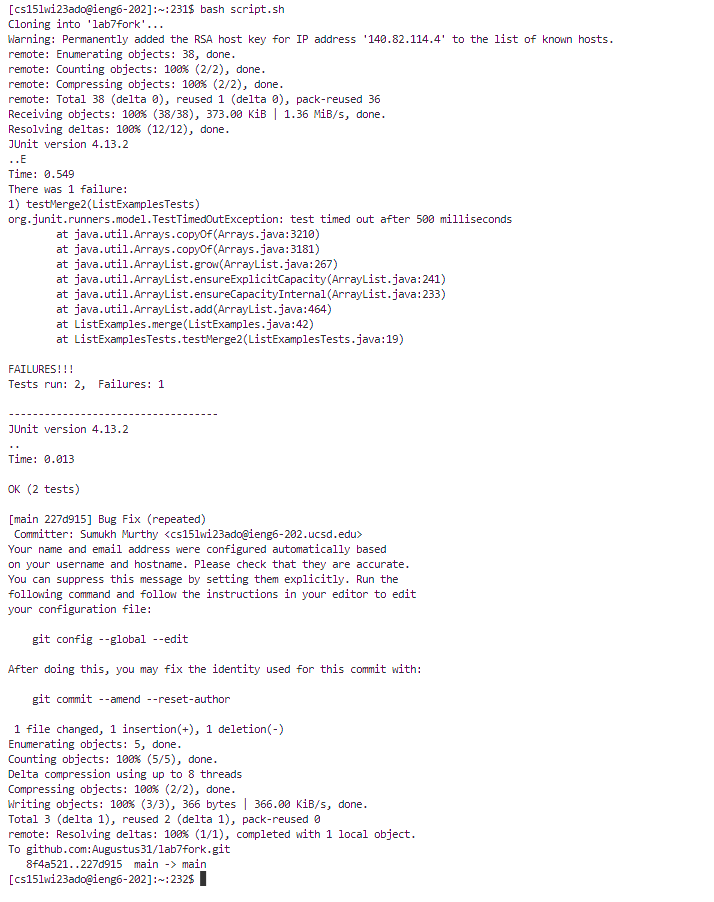 [cs15lwi23ado@ieng6-202]:~:231$ bash script.sh
Cloning into 'lab7fork'...
Warning: Permanently added the RSA host key for IP address '140.82.114.4' to the list of known hosts.
remote: Enumerating objects: 38, done.
remote: Counting objects: 100% (2/2), done.
remote: Compressing objects: 100% (2/2), done.
remote: Total 38 (delta 0), reused 1 (delta 0), pack-reused 36
Receiving objects: 100% (38/38), 373.00 KiB | 1.36 MiB/s, done.
Resolving deltas: 100% (12/12), done.
JUnit version 4.13.2
..E
Time: 0.549
There was 1 failure:
1) testMerge2(ListExamplesTests)
org.junit.runners.model.TestTimedOutException: test timed out after 500 milliseconds
        at java.util.Arrays.copyOf(Arrays.java:3210)
        at java.util.Arrays.copyOf(Arrays.java:3181)
        at java.util.ArrayList.grow(ArrayList.java:267)
        at java.util.ArrayList.ensureExplicitCapacity(ArrayList.java:241)
        at java.util.ArrayList.ensureCapacityInternal(ArrayList.java:233)
        at java.util.ArrayList.add(ArrayList.java:464)
        at ListExamples.merge(ListExamples.java:42)
        at ListExamplesTests.testMerge2(ListExamplesTests.java:19)

FAILURES!!!
Tests run: 2,  Failures: 1

-----------------------------------
JUnit version 4.13.2
..
Time: 0.013

OK (2 tests)

[main 227d915] Bug Fix (repeated)
 Committer: Sumukh Murthy <cs15lwi23ado@ieng6-202.ucsd.edu>
Your name and email address were configured automatically based
on your username and hostname. Please check that they are accurate.
You can suppress this message by setting them explicitly. Run the
following command and follow the instructions in your editor to edit
your configuration file:

    git config --global --edit

After doing this, you may fix the identity used for this commit with:

    git commit --amend --reset-author

 1 file changed, 1 insertion(+), 1 deletion(-)
Enumerating objects: 5, done.
Counting objects: 100% (5/5), done.
Delta compression using up to 8 threads
Compressing objects: 100% (2/2), done.
Writing objects: 100% (3/3), 366 bytes | 366.00 KiB/s, done.
Total 3 (delta 1), reused 2 (delta 1), pack-reused 0
remote: Resolving deltas: 100% (1/1), completed with 1 local object.
To github.com:Augustus31/lab7fork.git
   8f4a521..227d915  main -> main
[cs15lwi23ado@ieng6-202]:~:232$